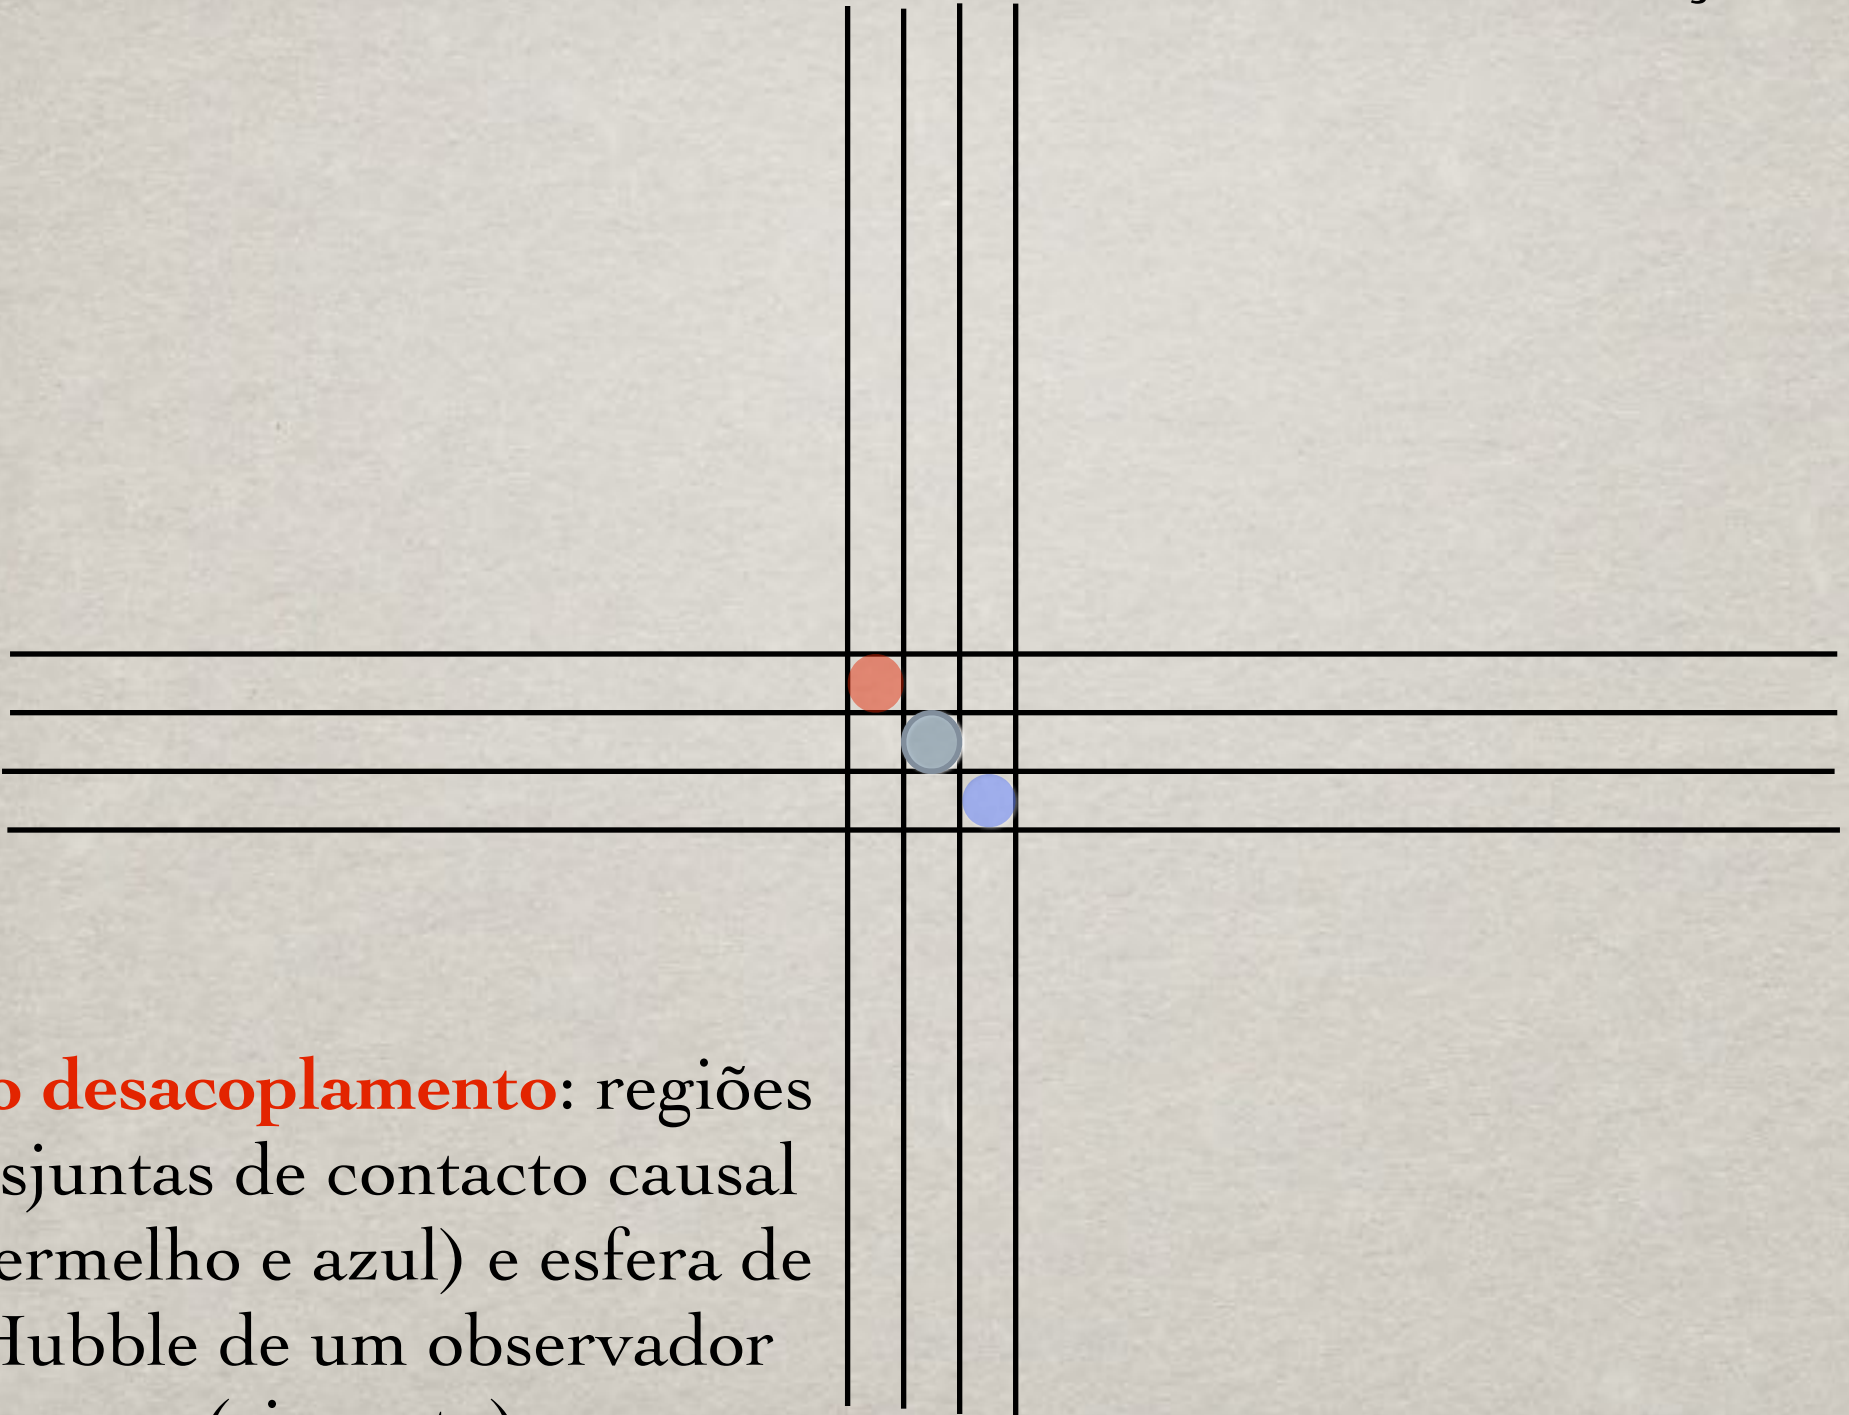 o desacoplamento: regiões
sjuntas de contacto causal
ermelho e azul) e esfera de
Hubble de um observador